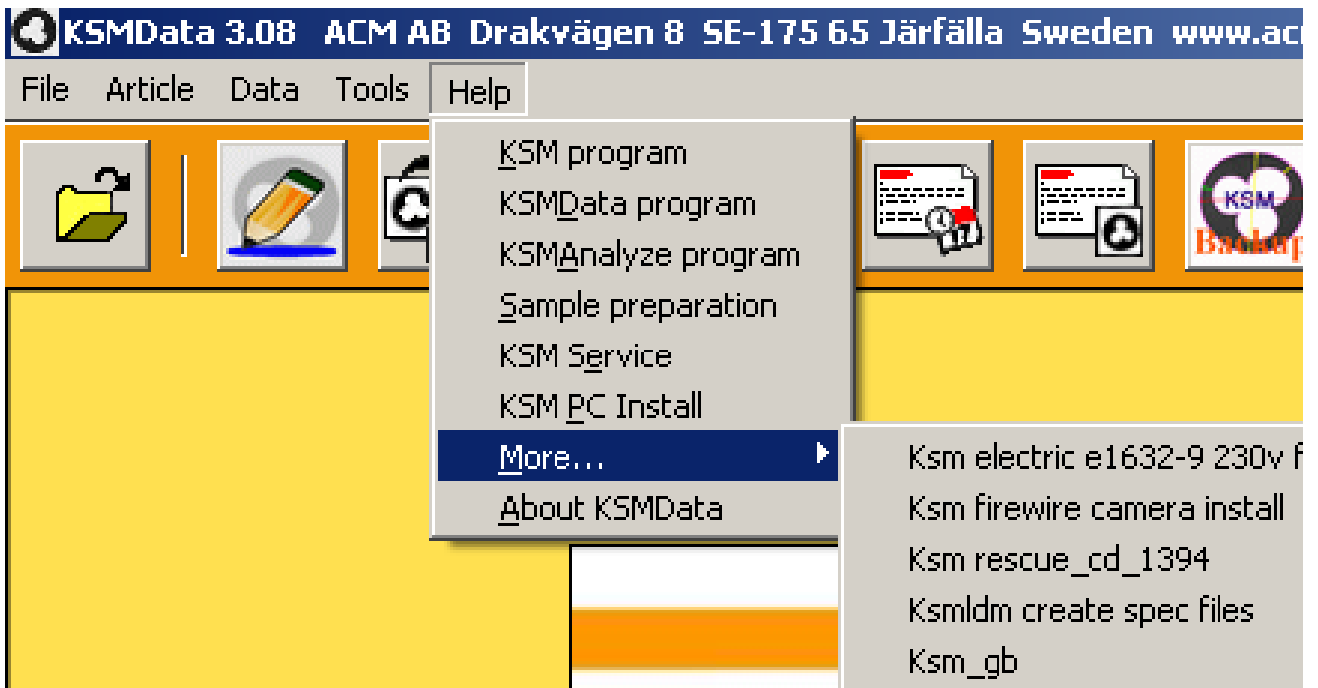 KSMData 3.08 ACM AB Drakvägen 8 SE-175 65 Järfälla Sweden
File Article Data Tools Help
KSM program
KSMData program
KSMAnalyze program
Sample preparation
KSM Service
KSM PC Install
More...
About KSMData
Ksm electric e1632-9 230v
Ksm firewire camera install
Ksm rescue_cd_1394
Ksmldm create spec files
Ksm_gb
17
KSM
Backup